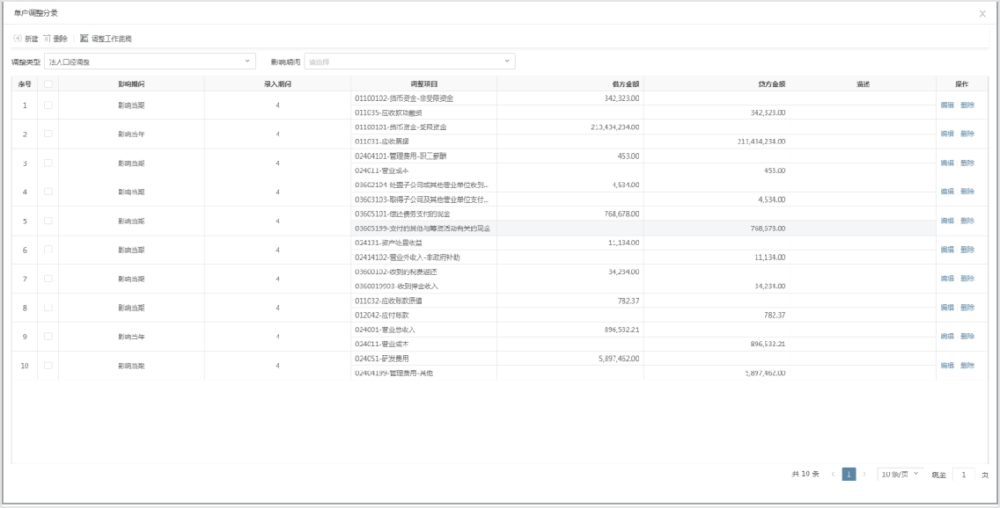 单户调整分录
新建 删除 调整工作底稿
调整类型 法人口径调整 影响期间 请选择
序号 影响期间 录入期间 调整项目 借方金额 贷方金额 描述 操作
1 影响当期 4 01100102-货币资金-非受限资金 342,323.00 编辑 删除
011035-应收款项融资 342,323.00
2 影响当年 4 01100101-货币资金-受限资金 213,434,234.00 编辑 删除
011031-应收票据 213,434,234.00
3 影响当期 4 02404101-管理费用-职工薪酬 453.00 编辑 删除
024011-营业成本 453.00
4 影响当期 4 03602104-处置子公司或其他营业单位收到... 4,534.00 编辑 删除
03603103-取得子公司及其他营业单位支付... 4,534.00
5 影响当期 4 03605101-偿还债务支付的现金 768,678.00 编辑 删除
03605199-支付的其他与筹资活动有关的现金 768,678.00
6 影响当期 4 024131-资产处置收益 11,134.00 编辑 删除
02414102-营业外收入-非政府补助 11,134.00
7 影响当期 4 03600102-收到的税费返还 34,234.00 编辑 删除
0360019903-收到押金收入 34,234.00
8 影响当期 4 011032-应收账款原值 782.37 编辑 删除
012042-应付账款 782.37
9 影响当年 4 024001-营业总收入 896,532.21 编辑 删除
024011-营业成本 896,532.21
10 影响当期 4 024051-研发费用 5,897,462.00 编辑 删除
02404199-管理费用-其他 5,897,462.00
共 10 条 1 10 条/页 跳至 1 页